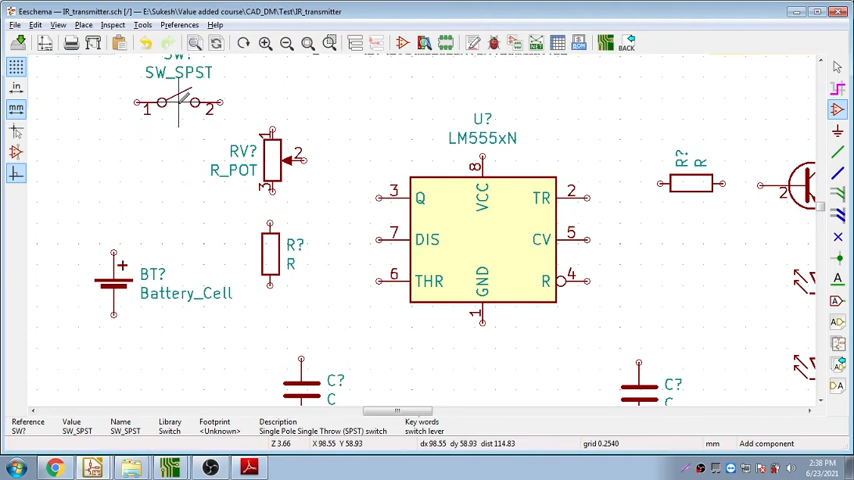 Eeschema — IR_transmitter.sch [/] — E:\Sukesh\Value added course\CAD_DM\Test\IR_transmitter
File Edit View Place Inspect Tools Preferences Help
BACK
in
mm
SW_SPST
1 2
RV?
R_POT
1
2
3
R?
R
BT?
Battery_Cell
+
U?
LM555xN
8
VCC
3 Q
TR 2
7 DIS
CV 5
6 THR
R 4
GND
1
R?
R
2
C?
C
C?
C
A
A
A
Reference Value Name Library Footprint Description Key words
SW? SW_SPST SW_SPST Switch <Unknown> Single Pole Single Throw (SPST) switch switch lever
Z 3.66 X 98.55 Y 58.93 dx 98.55 dy 58.93 dist 114.83 grid 0.2540 mm Add component
2:38 PM
6/23/2021